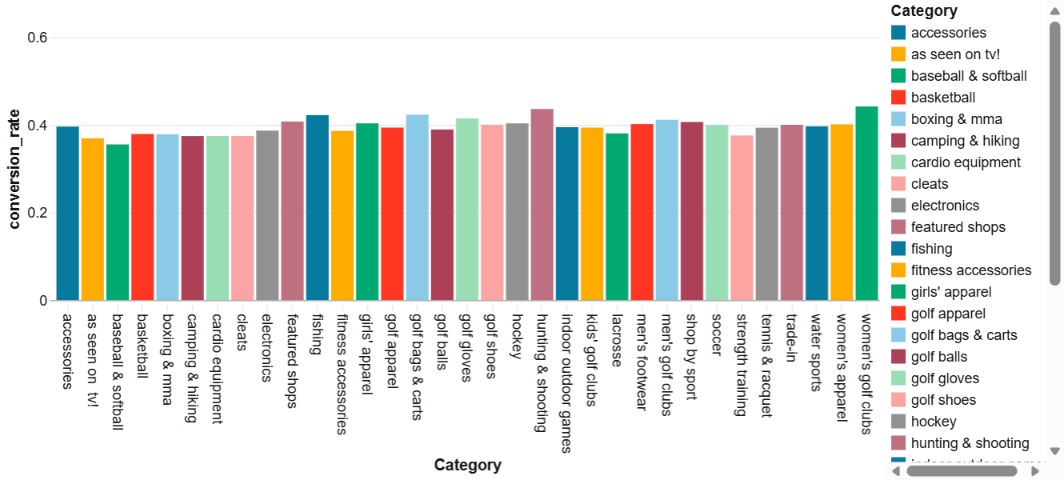 0.6
0.4
0.2
0
conversion_rate
accessories
as seen on tv!
baseball & softball
basketball
boxing & mma
camping & hiking
cardio equipment
cleats
electronics
featured shops
fishing
fitness accessories
girls' apparel
golf apparel
golf bags & carts
golf balls
golf gloves
golf shoes
hockey
hunting & shooting
indoor outdoor games
kids' golf clubs
lacrosse
men's footwear
men's golf clubs
shop by sport
soccer
strength training
tennis & racquet
trade-in
water sports
women's apparel
women's golf clubs
Category
Category
accessories
as seen on tv!
baseball & softball
basketball
boxing & mma
camping & hiking
cardio equipment
cleats
electronics
featured shops
fishing
fitness accessories
girls' apparel
golf apparel
golf bags & carts
golf balls
golf gloves
golf shoes
hockey
hunting & shooting